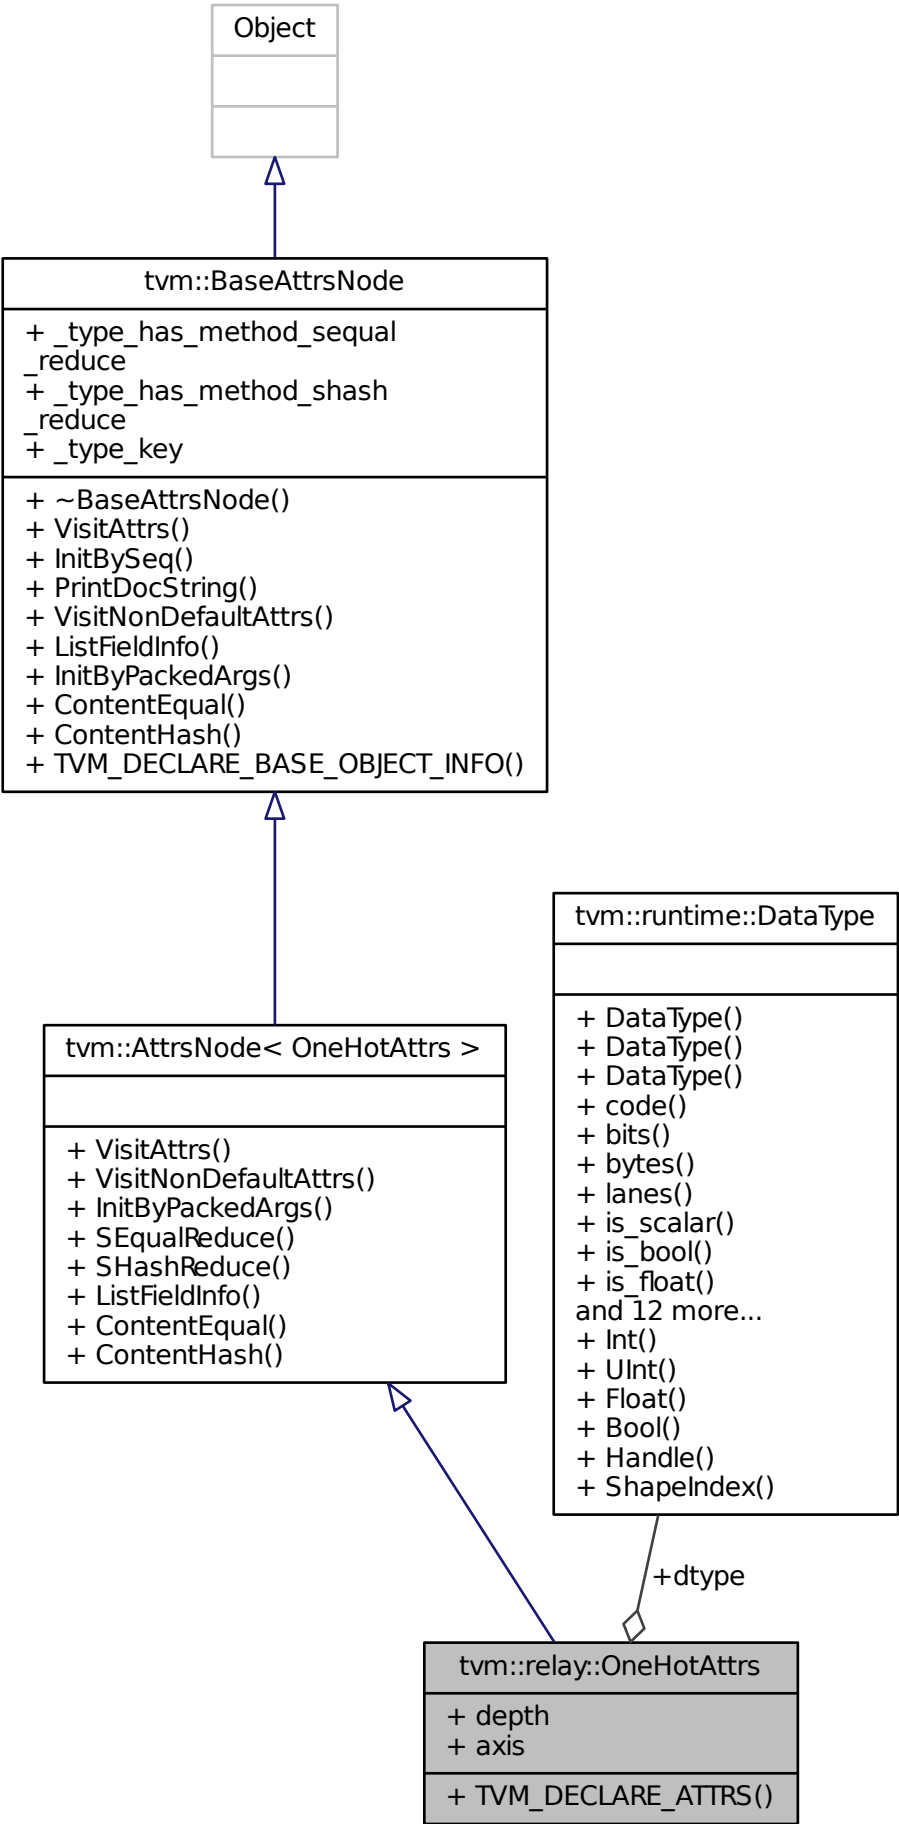 Object
tvm::BaseAttrsNode
+ _type_has_method_sequal
_reduce
+ _type_has_method_shash
_reduce
+ _type_key
+ ~BaseAttrsNode()
+ VisitAttrs()
+ InitBySeq()
+ PrintDocString()
+ VisitNonDefaultAttrs()
+ ListFieldInfo()
+ InitByPackedArgs()
+ ContentEqual()
+ ContentHash()
+ TVM_DECLARE_BASE_OBJECT_INFO()
tvm::AttrsNode< OneHotAttrs >
+ VisitAttrs()
+ VisitNonDefaultAttrs()
+ InitByPackedArgs()
+ SEqualReduce()
+ SHashReduce()
+ ListFieldInfo()
+ ContentEqual()
+ ContentHash()
tvm::runtime::DataType
+ DataType()
+ DataType()
+ DataType()
+ code()
+ bits()
+ bytes()
+ lanes()
+ is_scalar()
+ is_bool()
+ is_float()
and 12 more...
+ Int()
+ UInt()
+ Float()
+ Bool()
+ Handle()
+ ShapeIndex()
+dtype
tvm::relay::OneHotAttrs
+ depth
+ axis
+ TVM_DECLARE_ATTRS()